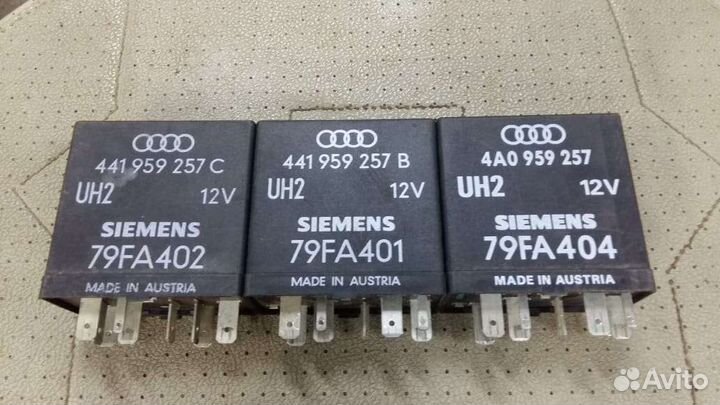 441 959 257 C
UH2 12V
SIEMENS
79FA402
MADE IN AUSTRIA
441 959 257 B
UH2 12V
SIEMENS
79FA401
MADE IN AUSTRIA
4A0 959 257
UH2 12V
SIEMENS
79FA404
MADE IN AUSTRIA
Avito